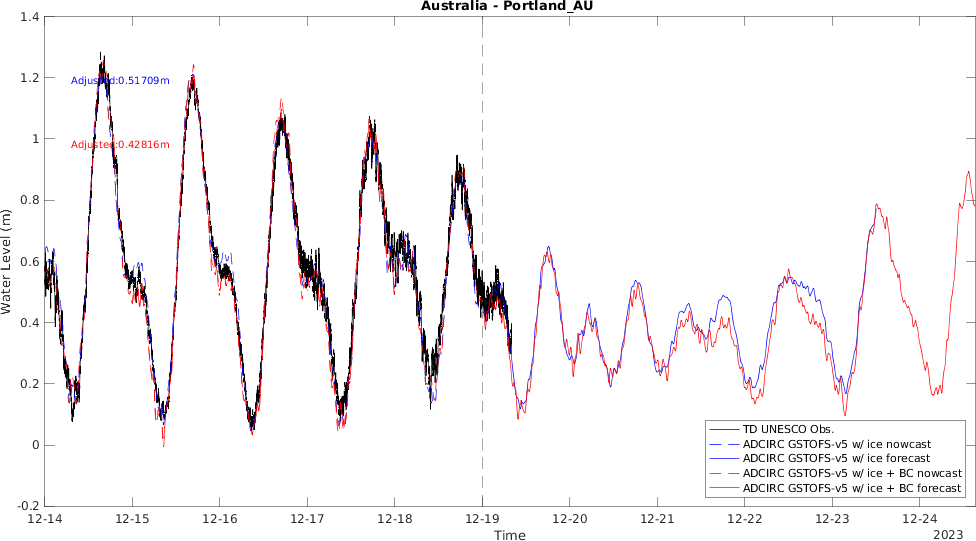 Australia - Portland_AU
1.4
1.2
1
0.8
0.6
0.4
0.2
0
-0.2
Water Level (m)
Adjusted:0.51709m
Adjusted:0.42816m
TD UNESCO Obs.
ADCIRC GSTOFS-v5 w/ ice nowcast
ADCIRC GSTOFS-v5 w/ ice forecast
ADCIRC GSTOFS-v5 w/ ice + BC nowcast
ADCIRC GSTOFS-v5 w/ ice + BC forecast
12-14 12-15 12-16 12-17 12-18 12-19 12-20 12-21 12-22 12-23 12-24
Time
2023